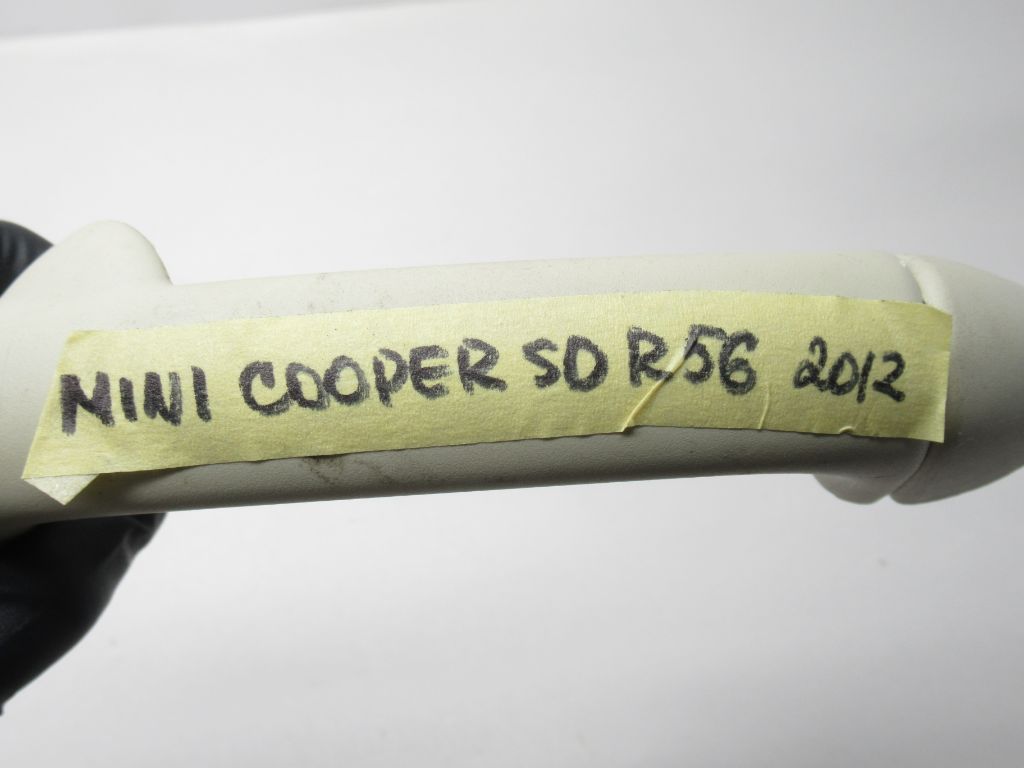 MINI COOPER SD R56 2012